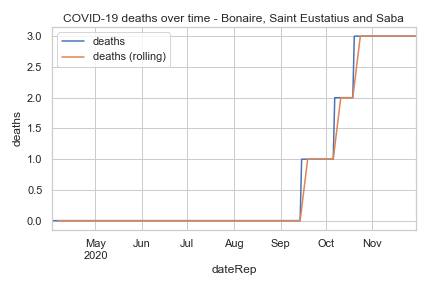 COVID-19 deaths over time - Bonaire, Saint Eustatius and Saba
deaths
deaths (rolling)
3.0
2.5
2.0
1.5
1.0
0.5
0.0
deaths
May Jun Jul Aug Sep Oct Nov
2020
dateRep